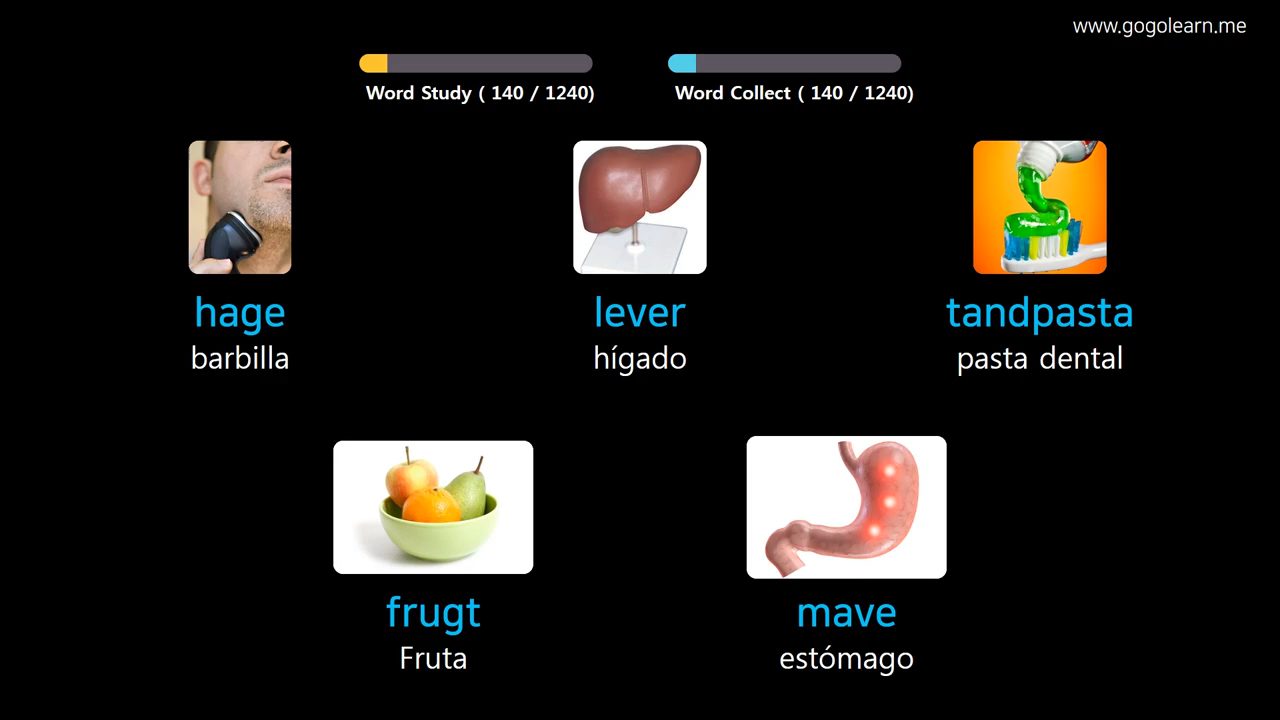 www.gogolearn.me
Word Study ( 140 / 1240)
Word Collect ( 140 / 1240)
hage
barbilla
lever
hígado
tandpasta
pasta dental
frugt
Fruta
mave
estómago